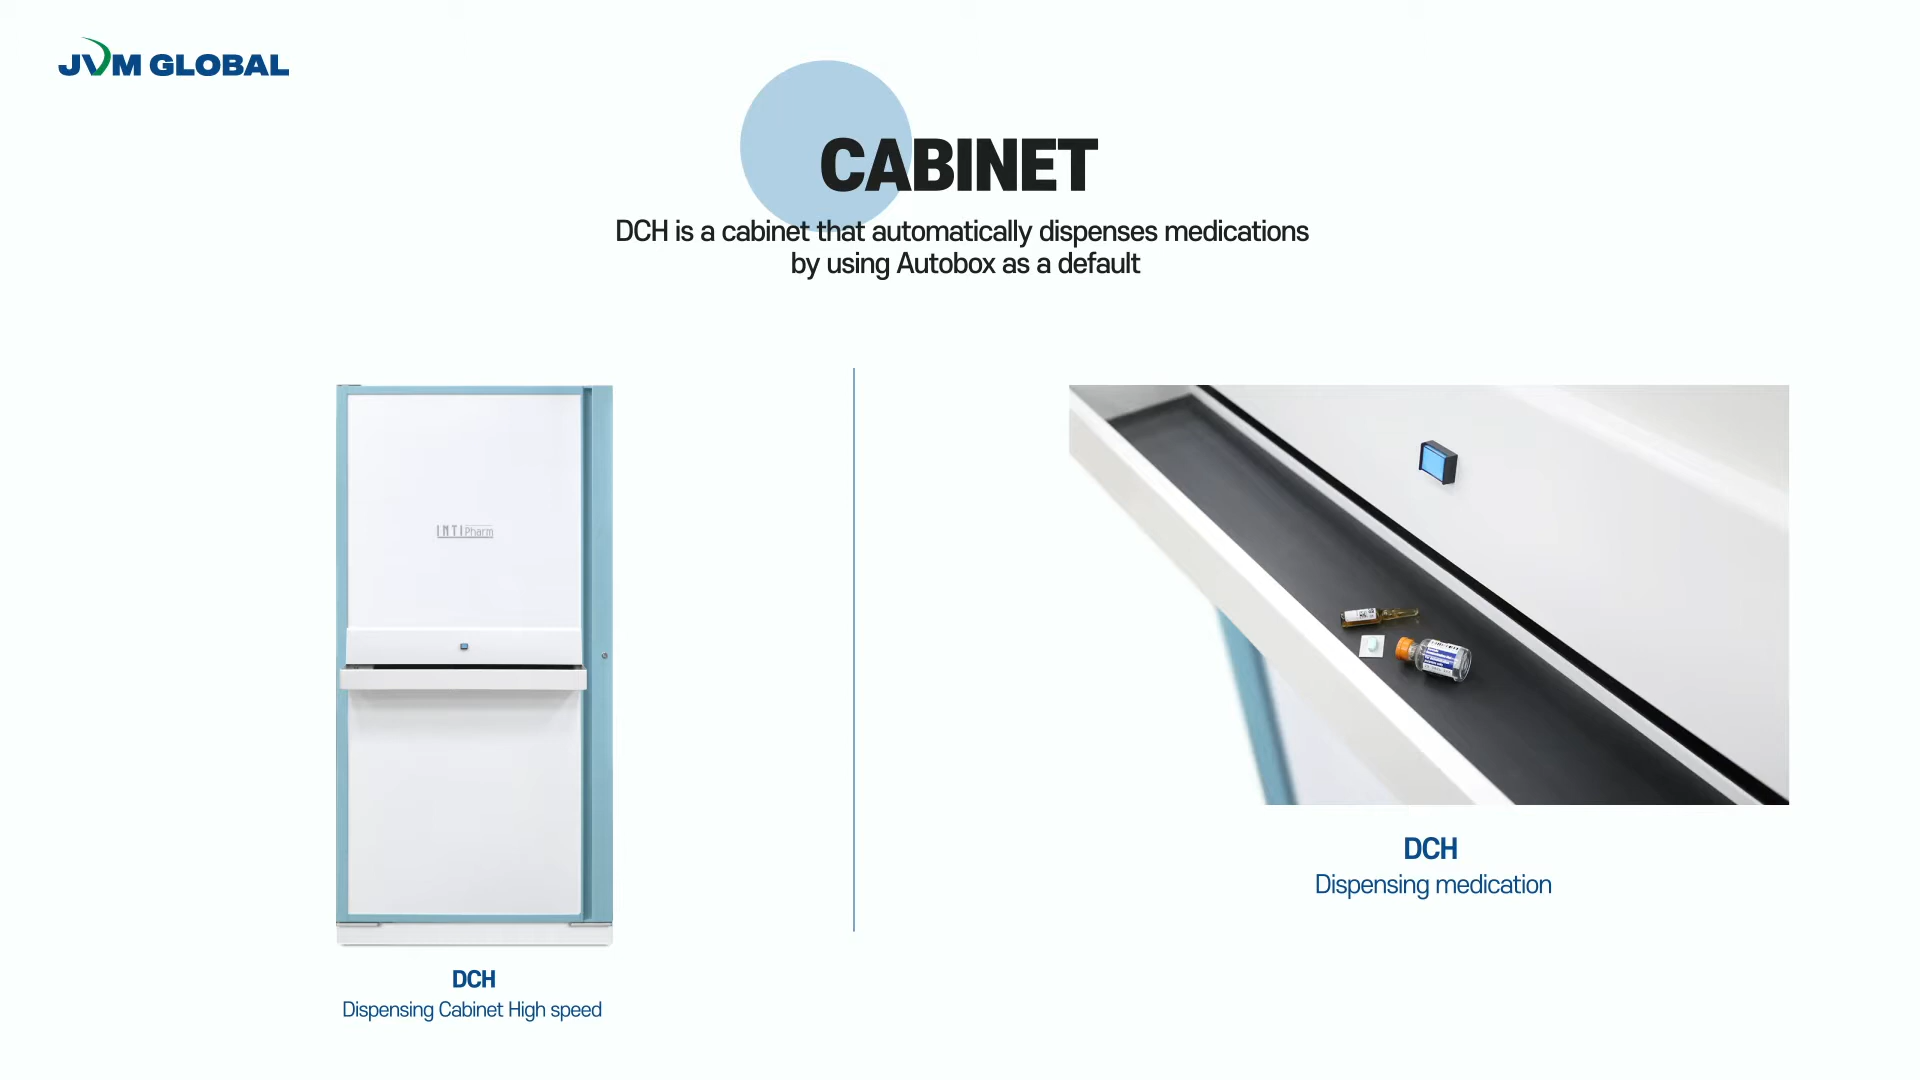 JVM GLOBAL
CABINET
DCH is a cabinet that automatically dispenses medications
by using Autobox as a default
INTIPharm
DCH
Dispensing Cabinet High speed
DCH
Dispensing medication